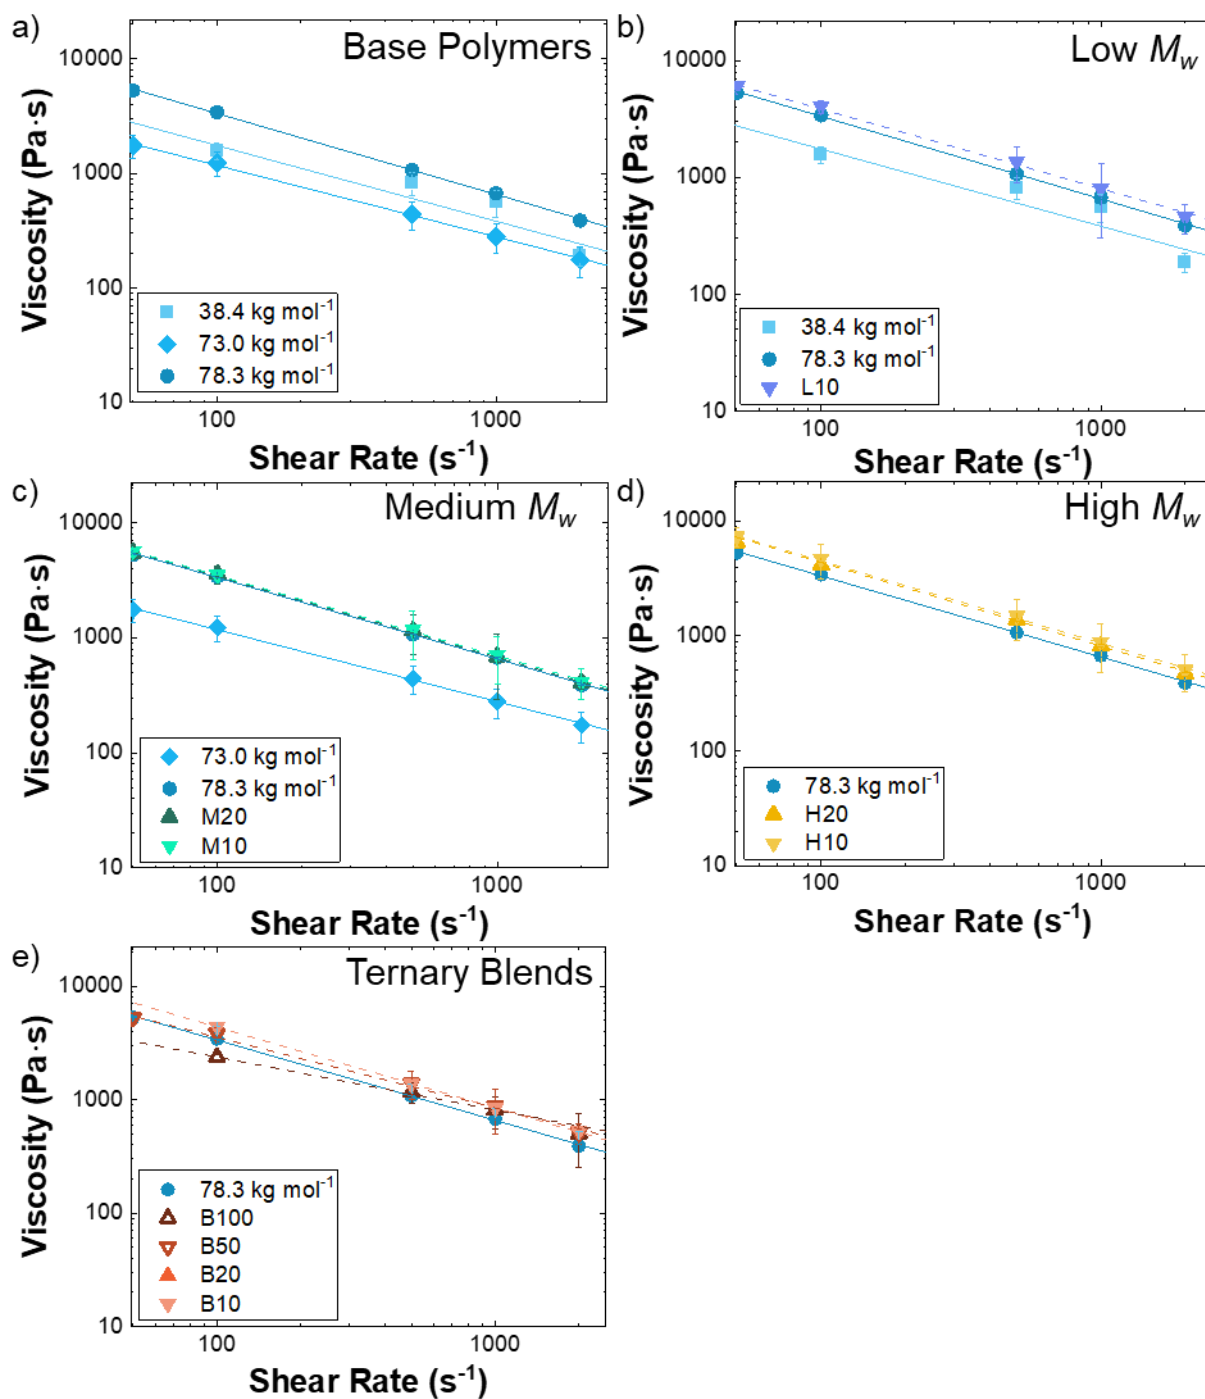 a)
Base Polymers
Viscosity (Pa·s)
10000
1000
100
10
38.4 kg mol⁻¹
73.0 kg mol⁻¹
78.3 kg mol⁻¹
100
1000
Shear Rate (s⁻¹)
b)
Low Mw
Viscosity (Pa·s)
10000
1000
100
10
38.4 kg mol⁻¹
78.3 kg mol⁻¹
L10
100
1000
Shear Rate (s⁻¹)
c)
Medium Mw
Viscosity (Pa·s)
10000
1000
100
10
73.0 kg mol⁻¹
78.3 kg mol⁻¹
M20
M10
100
1000
Shear Rate (s⁻¹)
d)
High Mw
Viscosity (Pa·s)
10000
1000
100
10
78.3 kg mol⁻¹
H20
H10
100
1000
Shear Rate (s⁻¹)
e)
Ternary Blends
Viscosity (Pa·s)
10000
1000
100
10
78.3 kg mol⁻¹
B100
B50
B20
B10
100
1000
Shear Rate (s⁻¹)